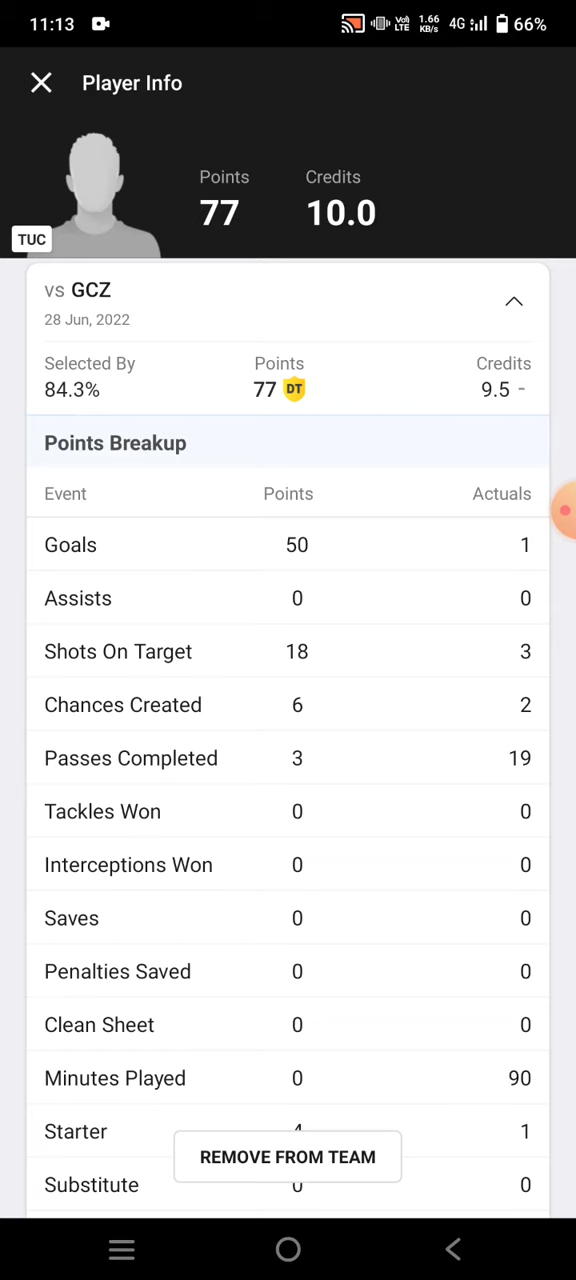 11:13 Vo) LTE 1.66 KB/s 4G 66%
Player Info
Points Credits
77 10.0
TUC
vs GCZ
28 Jun, 2022
Selected By Points Credits
84.3% 77 DT 9.5 -
Points Breakup
Event Points Actuals
Goals 50 1
Assists 0 0
Shots On Target 18 3
Chances Created 6 2
Passes Completed 3 19
Tackles Won 0 0
Interceptions Won 0 0
Saves 0 0
Penalties Saved 0 0
Clean Sheet 0 0
Minutes Played 0 90
Starter 4 1
REMOVE FROM TEAM
Substitute 0 0